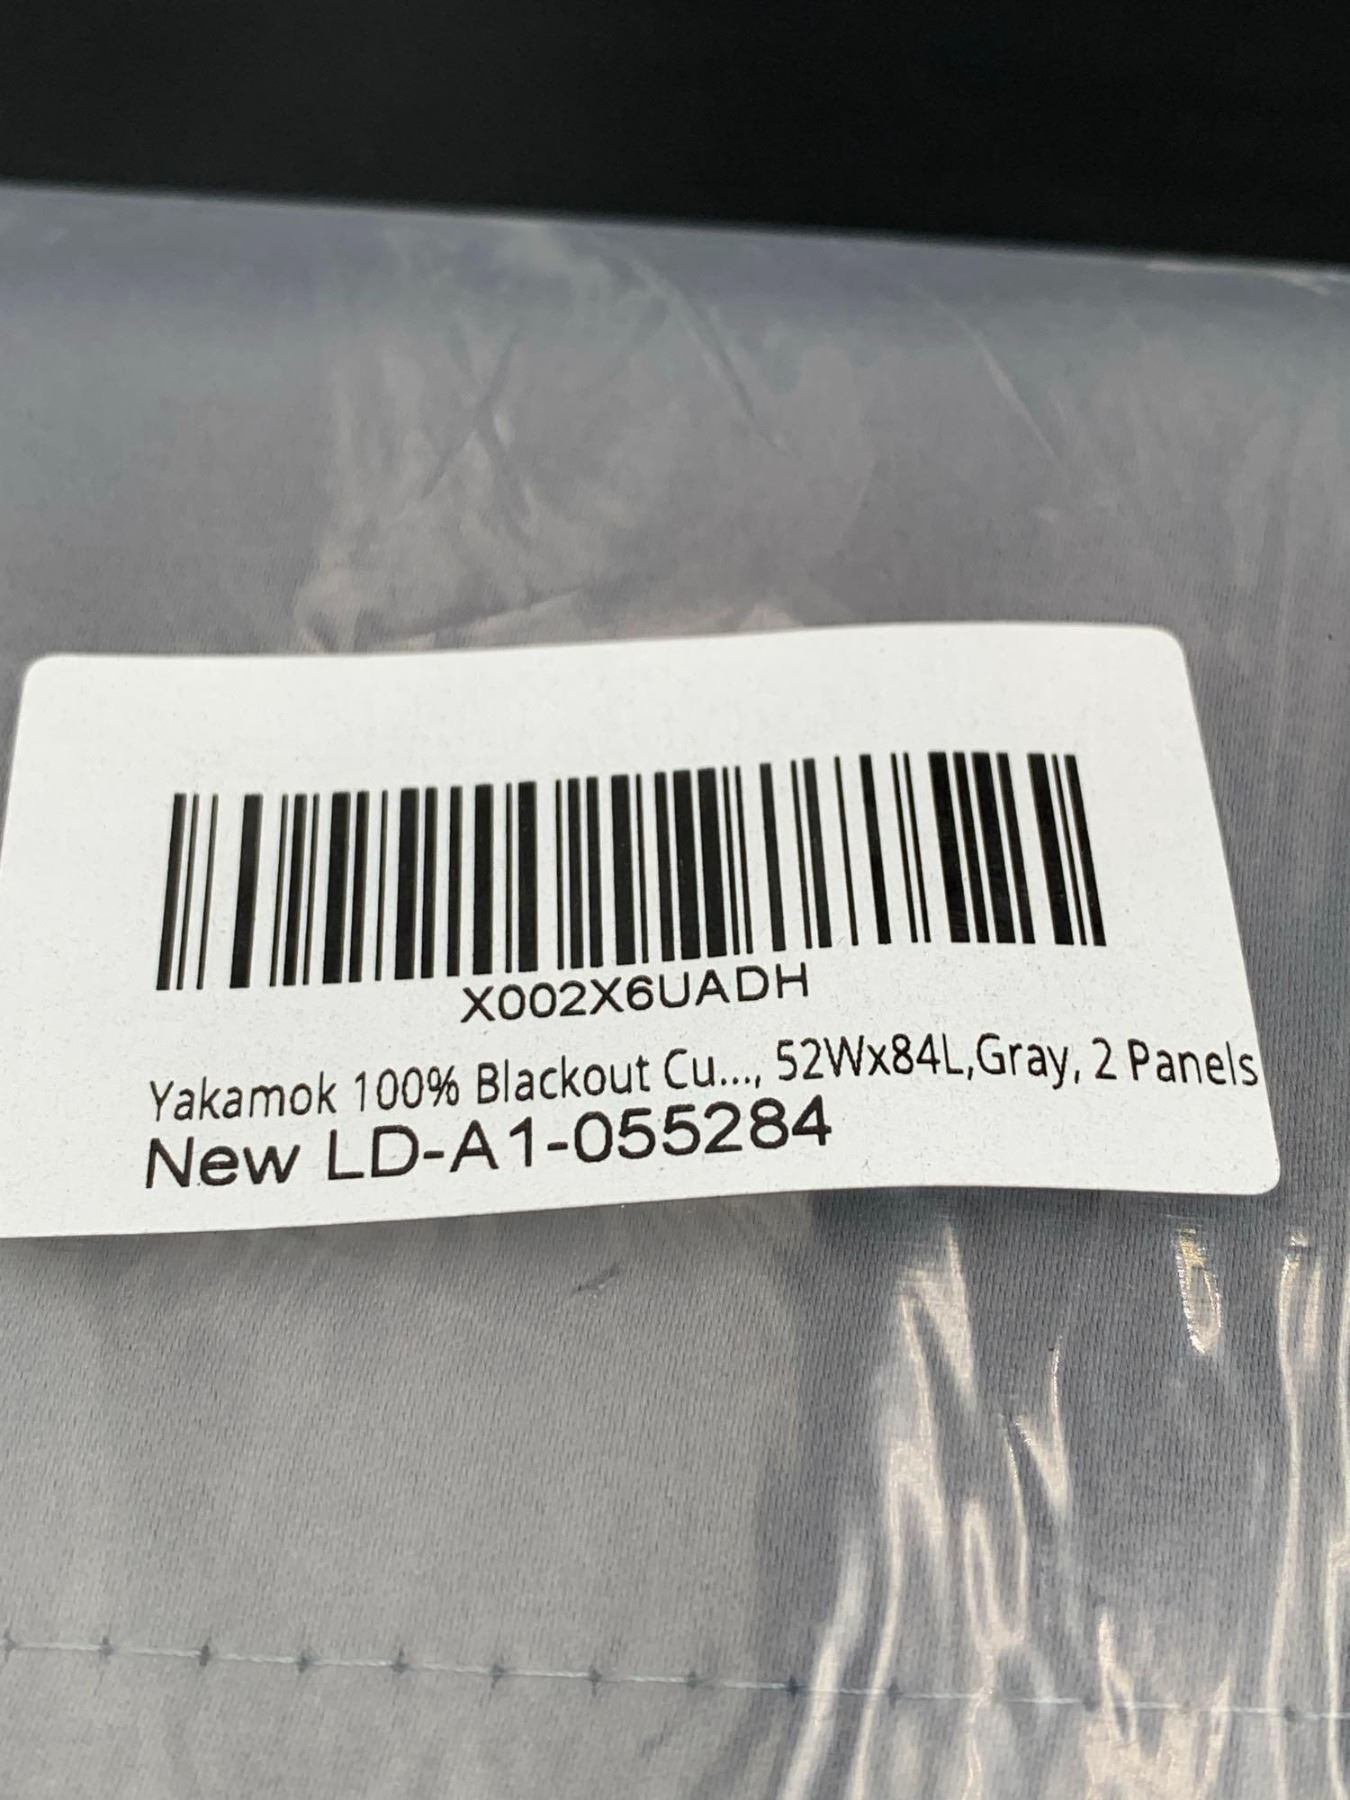 X002X6UADH
Yakamok 100% Blackout Cu..., 52Wx84L,Gray, 2 Panels
New LD-A1-055284